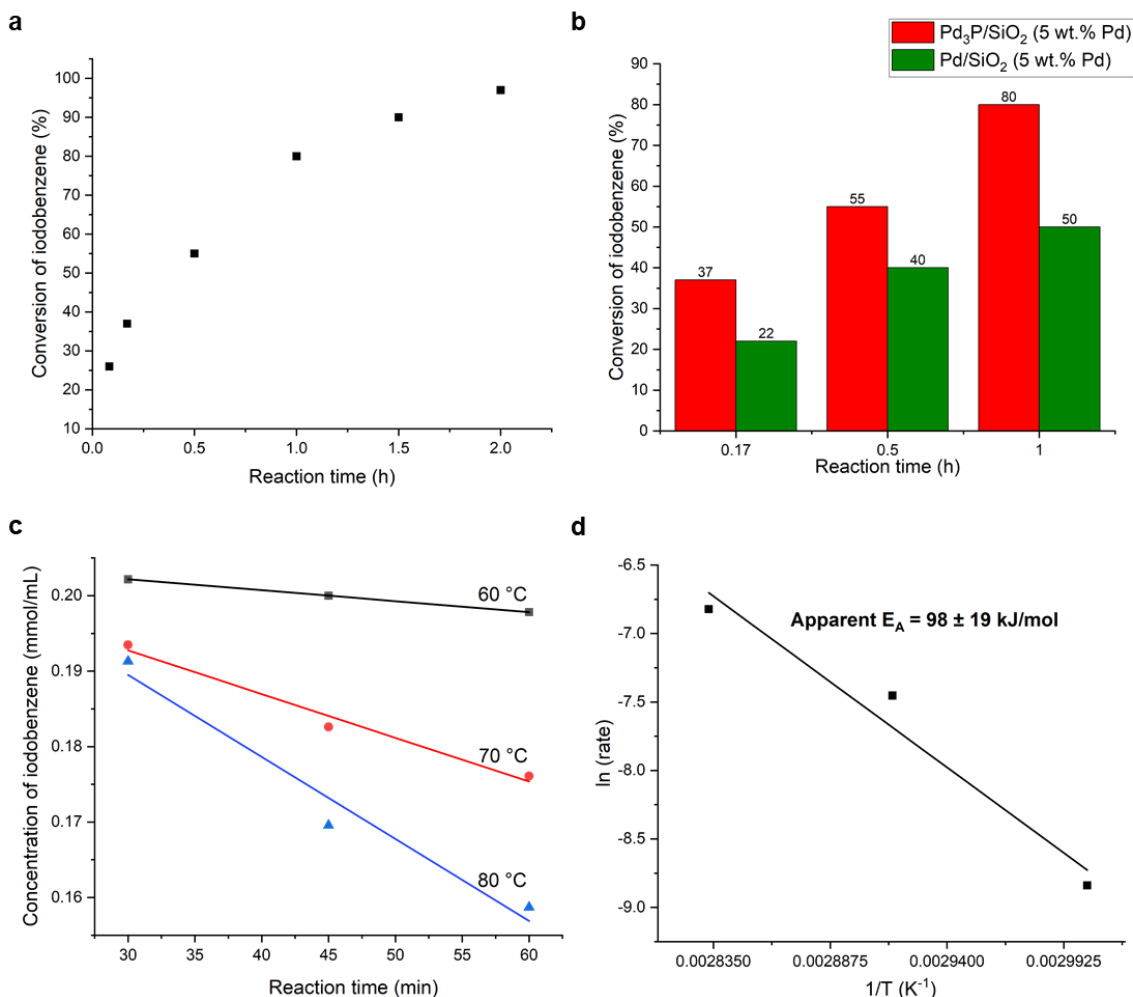 a
100
90
80
70
60
50
40
30
20
10
0.0 0.5 1.0 1.5 2.0
Conversion of iodobenzene (%)
Reaction time (h)
b
Pd₃P/SiO₂ (5 wt.% Pd)
Pd/SiO₂ (5 wt.% Pd)
90
80
70
60
50
40
30
20
10
0
37
22
55
40
80
50
0.17 0.5 1
Conversion of iodobenzene (%)
Reaction time (h)
c
0.20
0.19
0.18
0.17
0.16
60 °C
70 °C
80 °C
30 35 40 45 50 55 60
Concentration of iodobenzene (mmol/mL)
Reaction time (min)
d
-6.5
-7.0
-7.5
-8.0
-8.5
-9.0
Apparent E_A = 98 ± 19 kJ/mol
0.0028350 0.0028875 0.0029400 0.0029925
ln (rate)
1/T (K⁻¹)